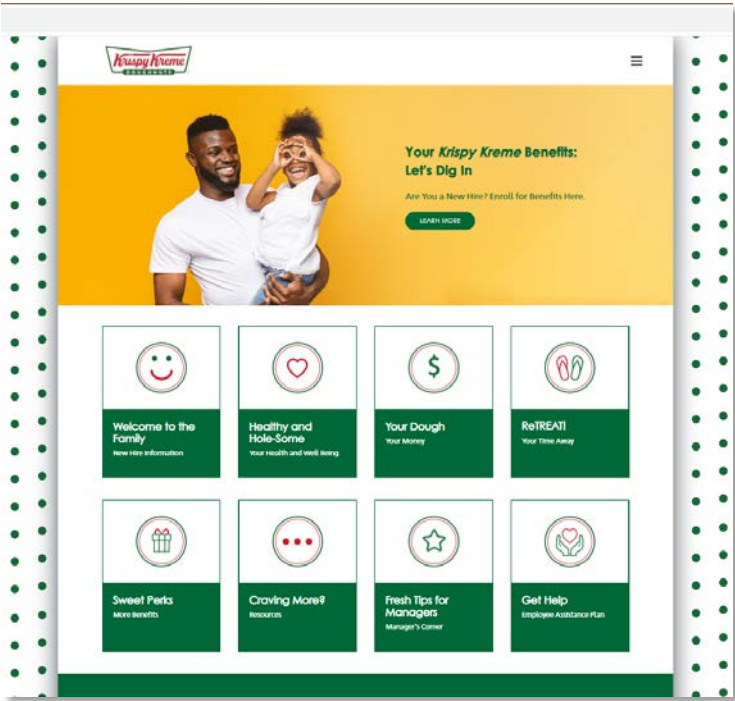 Krispy Kreme
DOUGHNUTS
Your Krispy Kreme Benefits:
Let's Dig In
Are You a New Hire? Enroll for Benefits Here.
LEARN MORE
Welcome to the
Family
New Hire Information
Healthy and
Hole-Some
Your Health and Well Being
$
Your Dough
Your Money
ReTREAT!
Your Time Away
Sweet Perks
More Benefits
Craving More?
Resources
Fresh Tips for
Managers
Manager's Corner
Get Help
Employee Assistance Plan